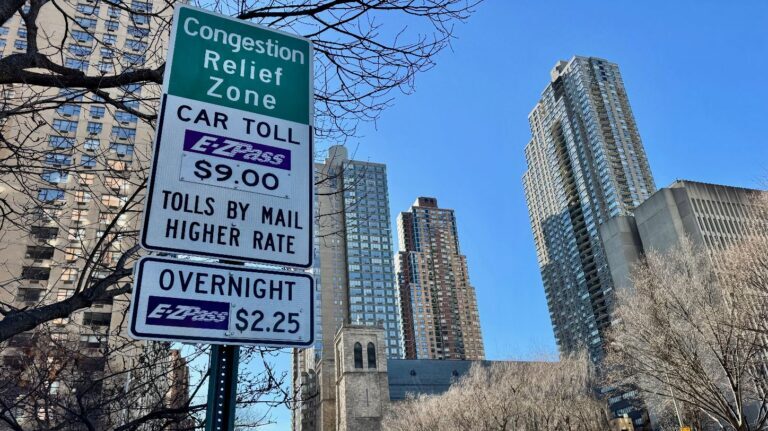 Congestion
Relief
Zone
CAR TOLL
E-ZPass
$9.00
TOLLS BY MAIL
HIGHER RATE
OVERNIGHT
E-ZPass $2.25